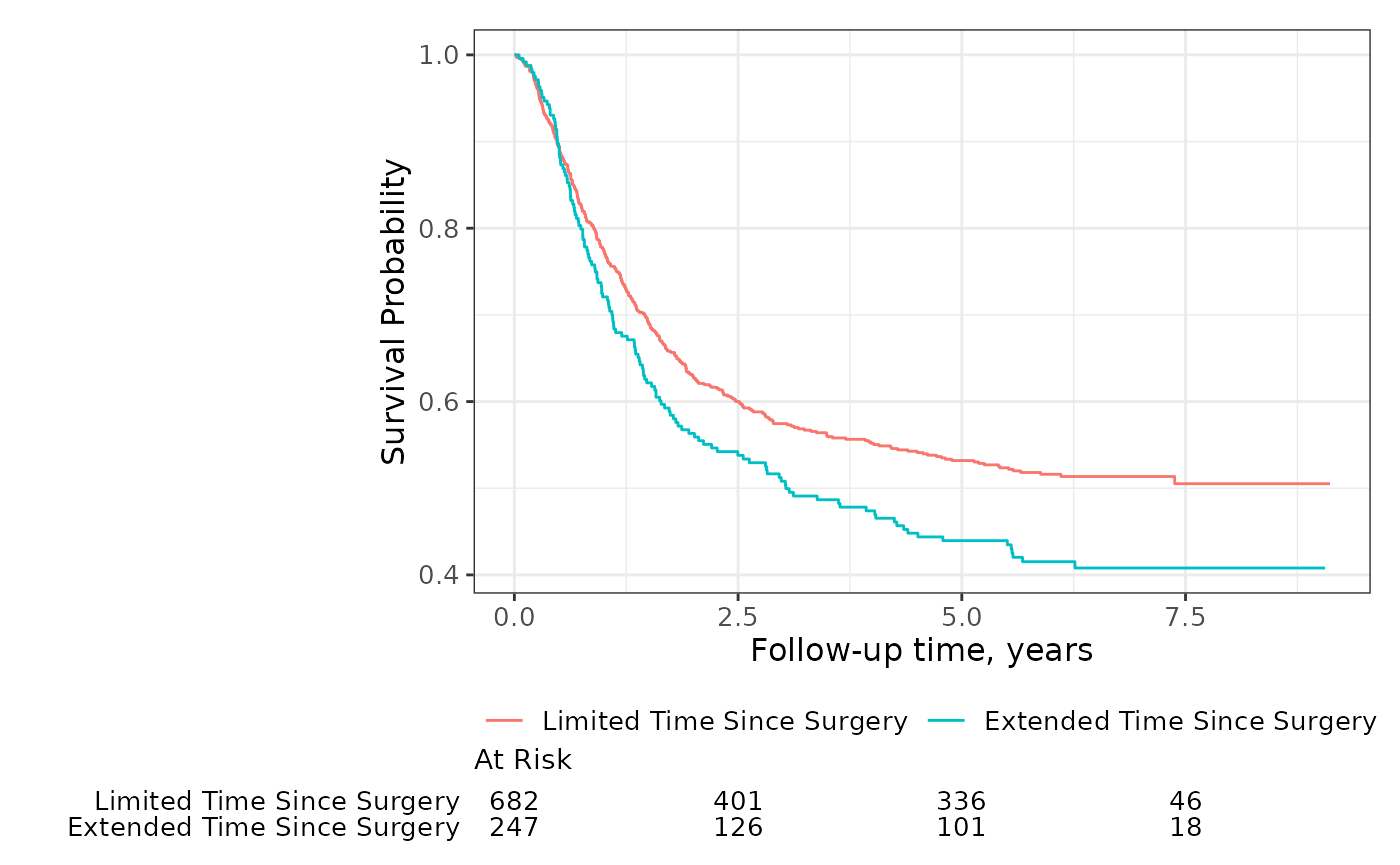 1.0
0.8
0.6
0.4
Survival Probability
0.0 2.5 5.0 7.5
Follow-up time, years
Limited Time Since Surgery Extended Time Since Surgery
At Risk
Limited Time Since Surgery 682 401 336 46
Extended Time Since Surgery 247 126 101 18